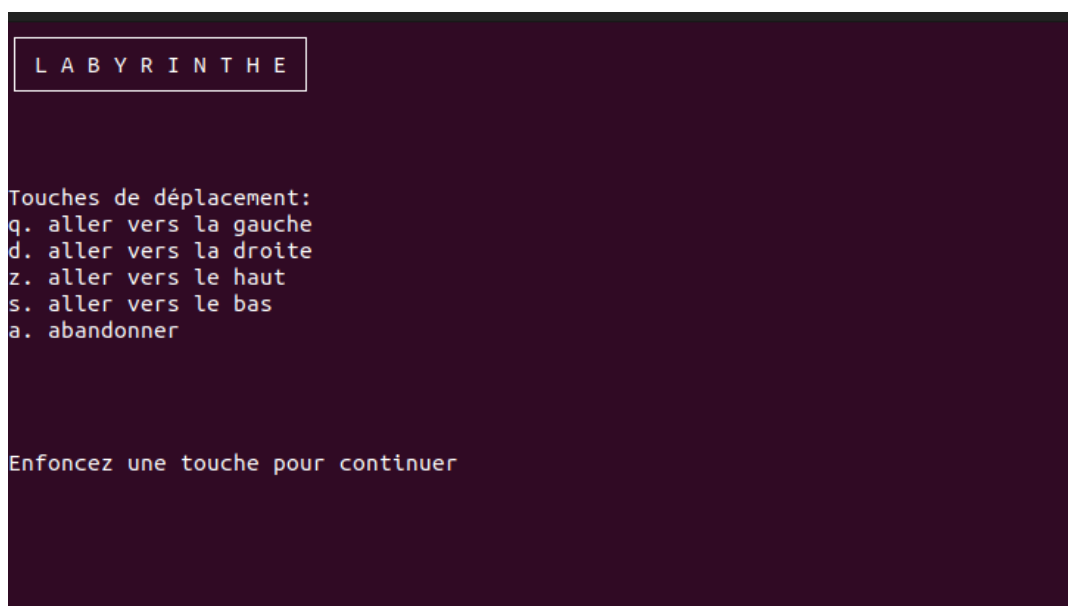 L A B Y R I N T H E
Touches de déplacement:
q. aller vers la gauche
d. aller vers la droite
z. aller vers le haut
s. aller vers le bas
a. abandonner
Enfoncez une touche pour continuer